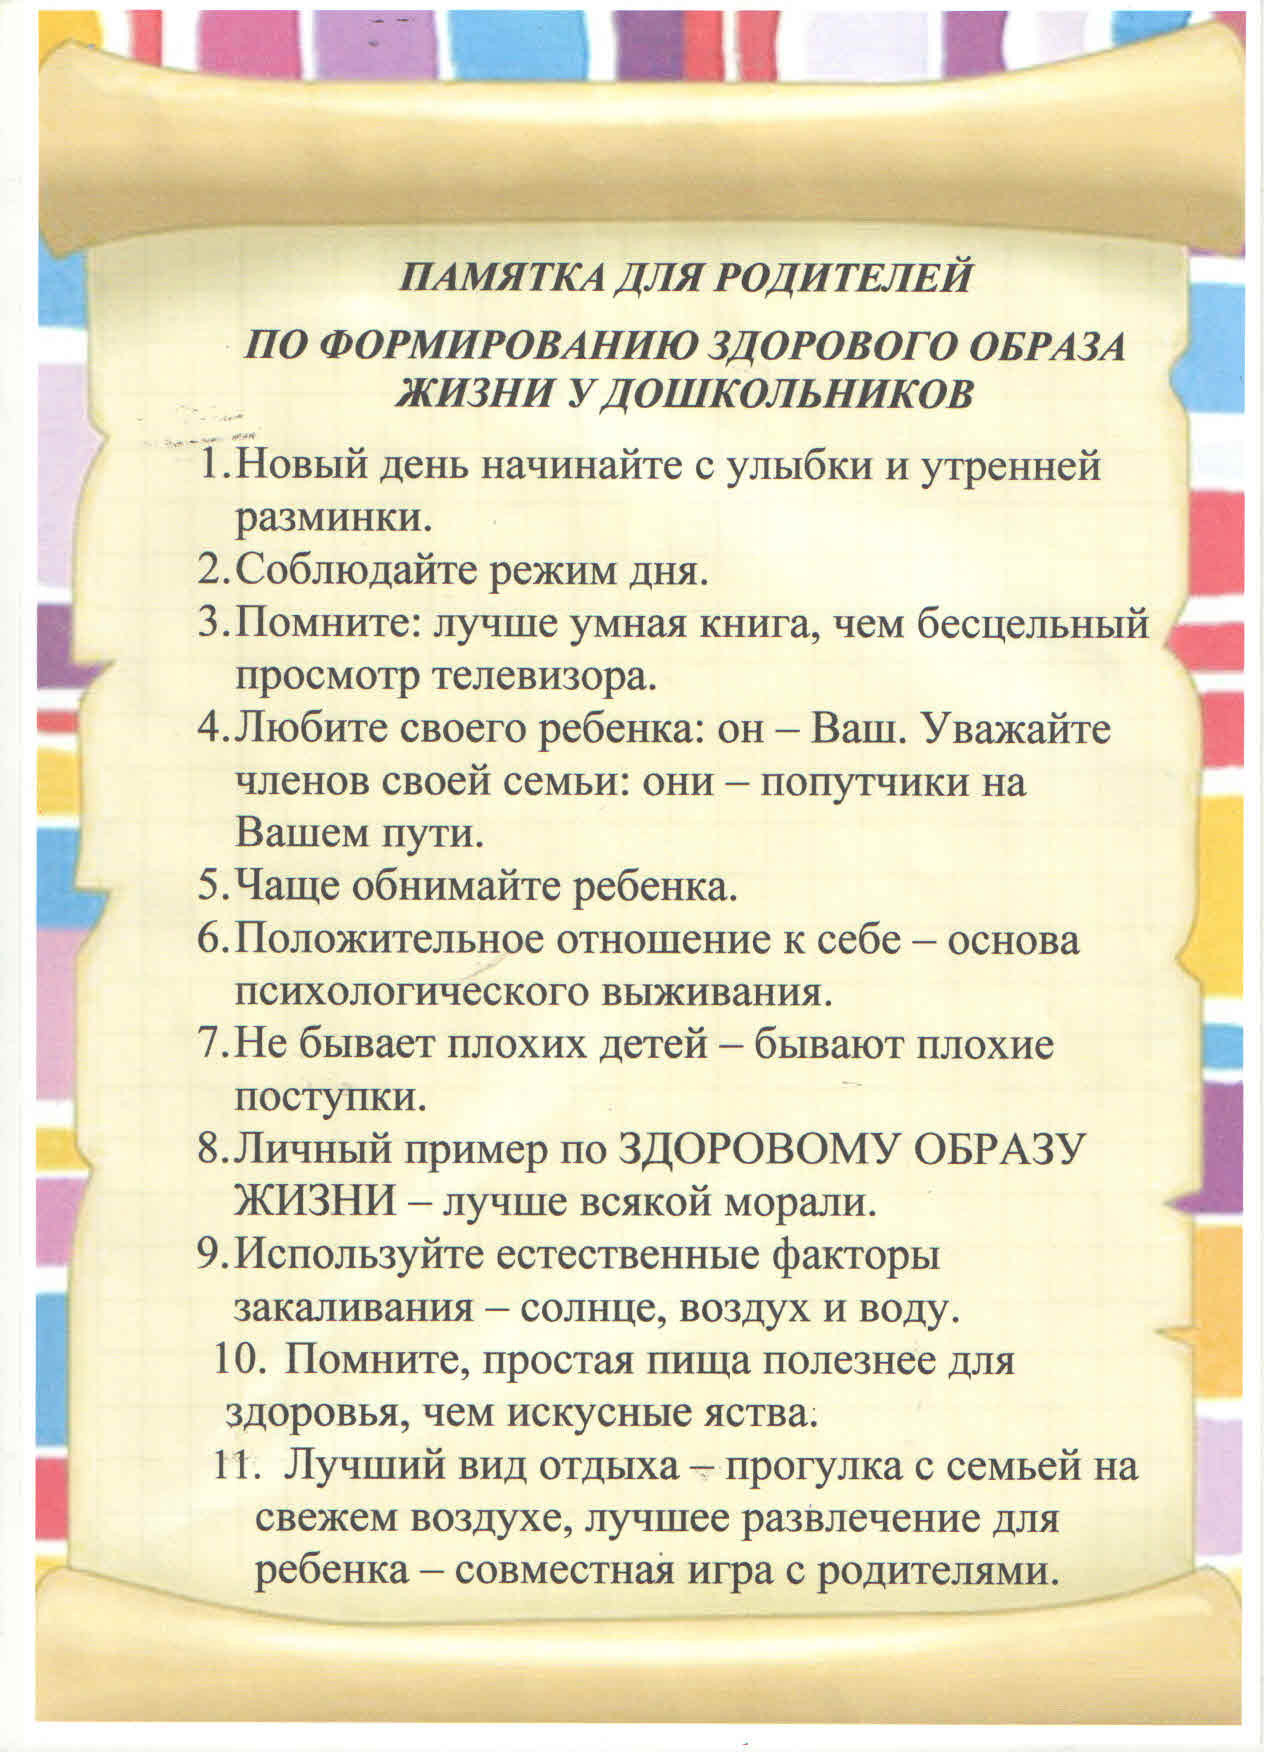 ПАМЯТКА ДЛЯ РОДИТЕЛЕЙ
ПО ФОРМИРОВАНИЮ ЗДОРОВОГО ОБРАЗА
ЖИЗНИ У ДОШКОЛЬНИКОВ
1.Новый день начинайте с улыбки и утренней
разминки.
2.Соблюдайте режим дня.
3.Помните: лучше умная книга, чем бесцельный
просмотр телевизора.
4.Любите своего ребенка: он – Ваш. Уважайте
членов своей семьи: они – попутчики на
Вашем пути.
5.Чаще обнимайте ребенка.
6.Положительное отношение к себе – основа
психологического выживания.
7.Не бывает плохих детей – бывают плохие
поступки.
8.Личный пример по ЗДОРОВОМУ ОБРАЗУ
ЖИЗНИ – лучше всякой морали.
9.Используйте естественные факторы
закаливания – солнце, воздух и воду.
10. Помните, простая пища полезнее для
здоровья, чем искусные яства.
11. Лучший вид отдыха – прогулка с семьей на
свежем воздухе, лучшее развлечение для
ребенка – совместная игра с родителями.